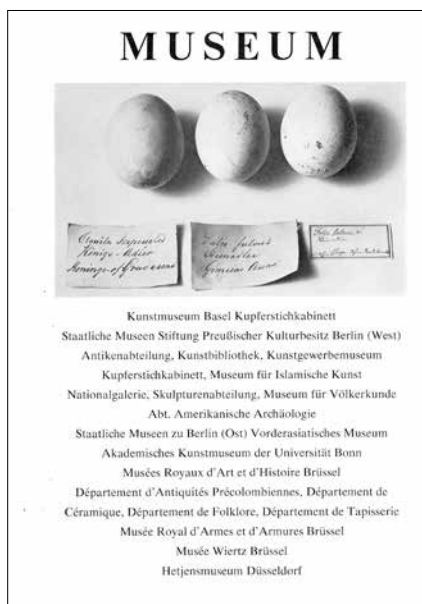 MUSEUM
Königs-Adler
Kunstmuseum Basel Kupferstichkabinett
Staatliche Museen Stiftung Preußischer Kulturbesitz Berlin (West)
Antikenabteilung, Kunstbibliothek, Kunstgewerbemuseum
Kupferstichkabinett, Museum für Islamische Kunst
Nationalgalerie, Skulpturenabteilung, Museum für Völkerkunde
Abt. Amerikanische Archäologie
Staatliche Museen zu Berlin (Ost) Vorderasiatisches Museum
Akademisches Kunstmuseum der Universität Bonn
Musées Royaux d'Art et d'Histoire Brüssel
Département d'Antiquités Précolombiennes, Département de
Céramique, Département de Folklore, Département de Tapisserie
Musée Royal d'Armes et d'Armures Brüssel
Musée Wiertz Brüssel
Hetjensmuseum Düsseldorf